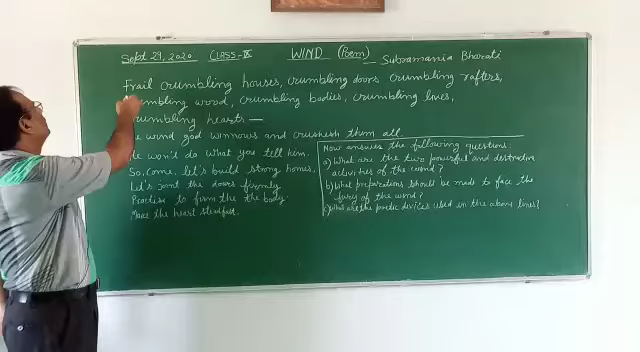 Sept 29, 2020 CLASS-IX WIND (Poem) - Subramania Bharati
Frail crumbling houses, crumbling doors crumbling rafters,
crumbling wood, crumbling bodies, crumbling lives,
crumbling hearts —
wind god winnows and crushesh them all.
He won't do what you tell him.
So, come, let's build strong homes,
Let's joint the doors firmly
Practise to firm the the body.
Make the heart steadfast.
Now answer the following questions:
a) What are the two powerful and destructive
activities of the wind?
b) What preparations should be made to face the
fury of the wind?
c) What are the poetic devices used in the above lines?